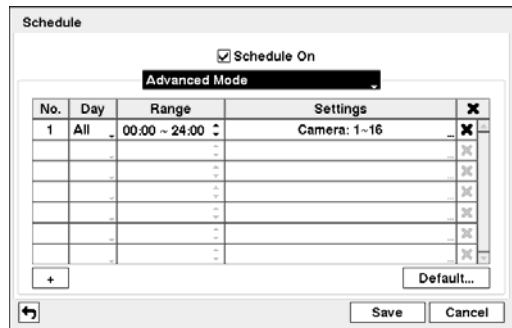 Schedule
Schedule On
Advanced Mode
No. Day Range Settings
1 All 00:00 ~ 24:00 Camera: 1~16 ...
+ Default...
Save Cancel